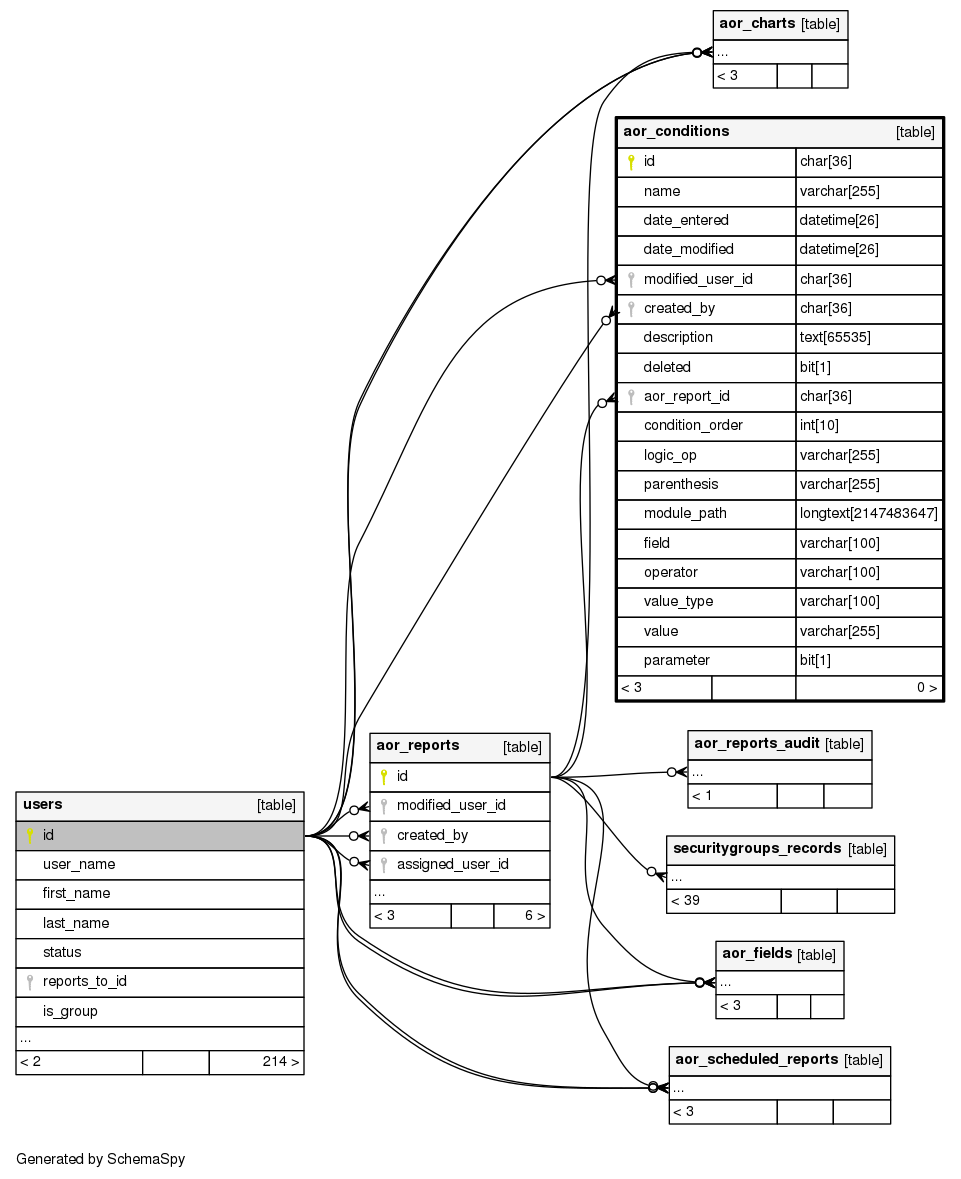 aor_charts [table]
...
< 3
aor_conditions [table]
id char[36]
name varchar[255]
date_entered datetime[26]
date_modified datetime[26]
modified_user_id char[36]
created_by char[36]
description text[65535]
deleted bit[1]
aor_report_id char[36]
condition_order int[10]
logic_op varchar[255]
parenthesis varchar[255]
module_path longtext[2147483647]
field varchar[100]
operator varchar[100]
value_type varchar[100]
value varchar[255]
parameter bit[1]
< 3 0 >
aor_reports [table]
id
modified_user_id
created_by
assigned_user_id
...
< 3 6 >
aor_reports_audit [table]
...
< 1
users [table]
id
user_name
first_name
last_name
status
reports_to_id
is_group
...
< 2 214 >
securitygroups_records [table]
...
< 39
aor_fields [table]
...
< 3
aor_scheduled_reports [table]
...
< 3
Generated by SchemaSpy